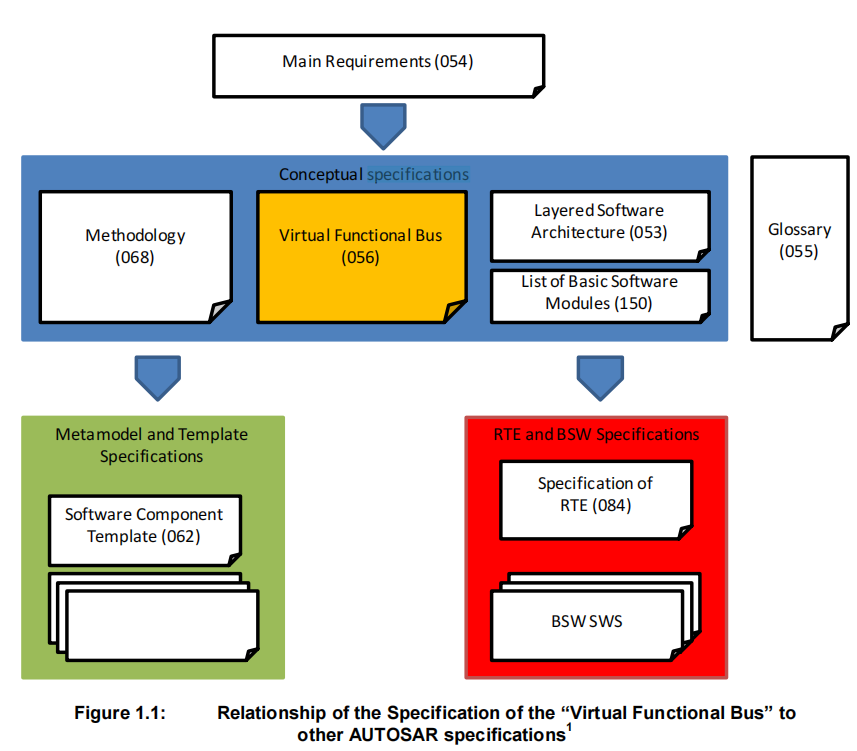 Main Requirements (054)
Conceptual specifications
Methodology
(068)
Virtual Functional Bus
(056)
Layered Software
Architecture (053)
List of Basic Software
Modules (150)
Glossary
(055)
Metamodel and Template
Specifications
Software Component
Template (062)
RTE and BSW Specifications
Specification of
RTE (084)
BSW SWS
Figure 1.1: Relationship of the Specification of the “Virtual Functional Bus” to
other AUTOSAR specifications1